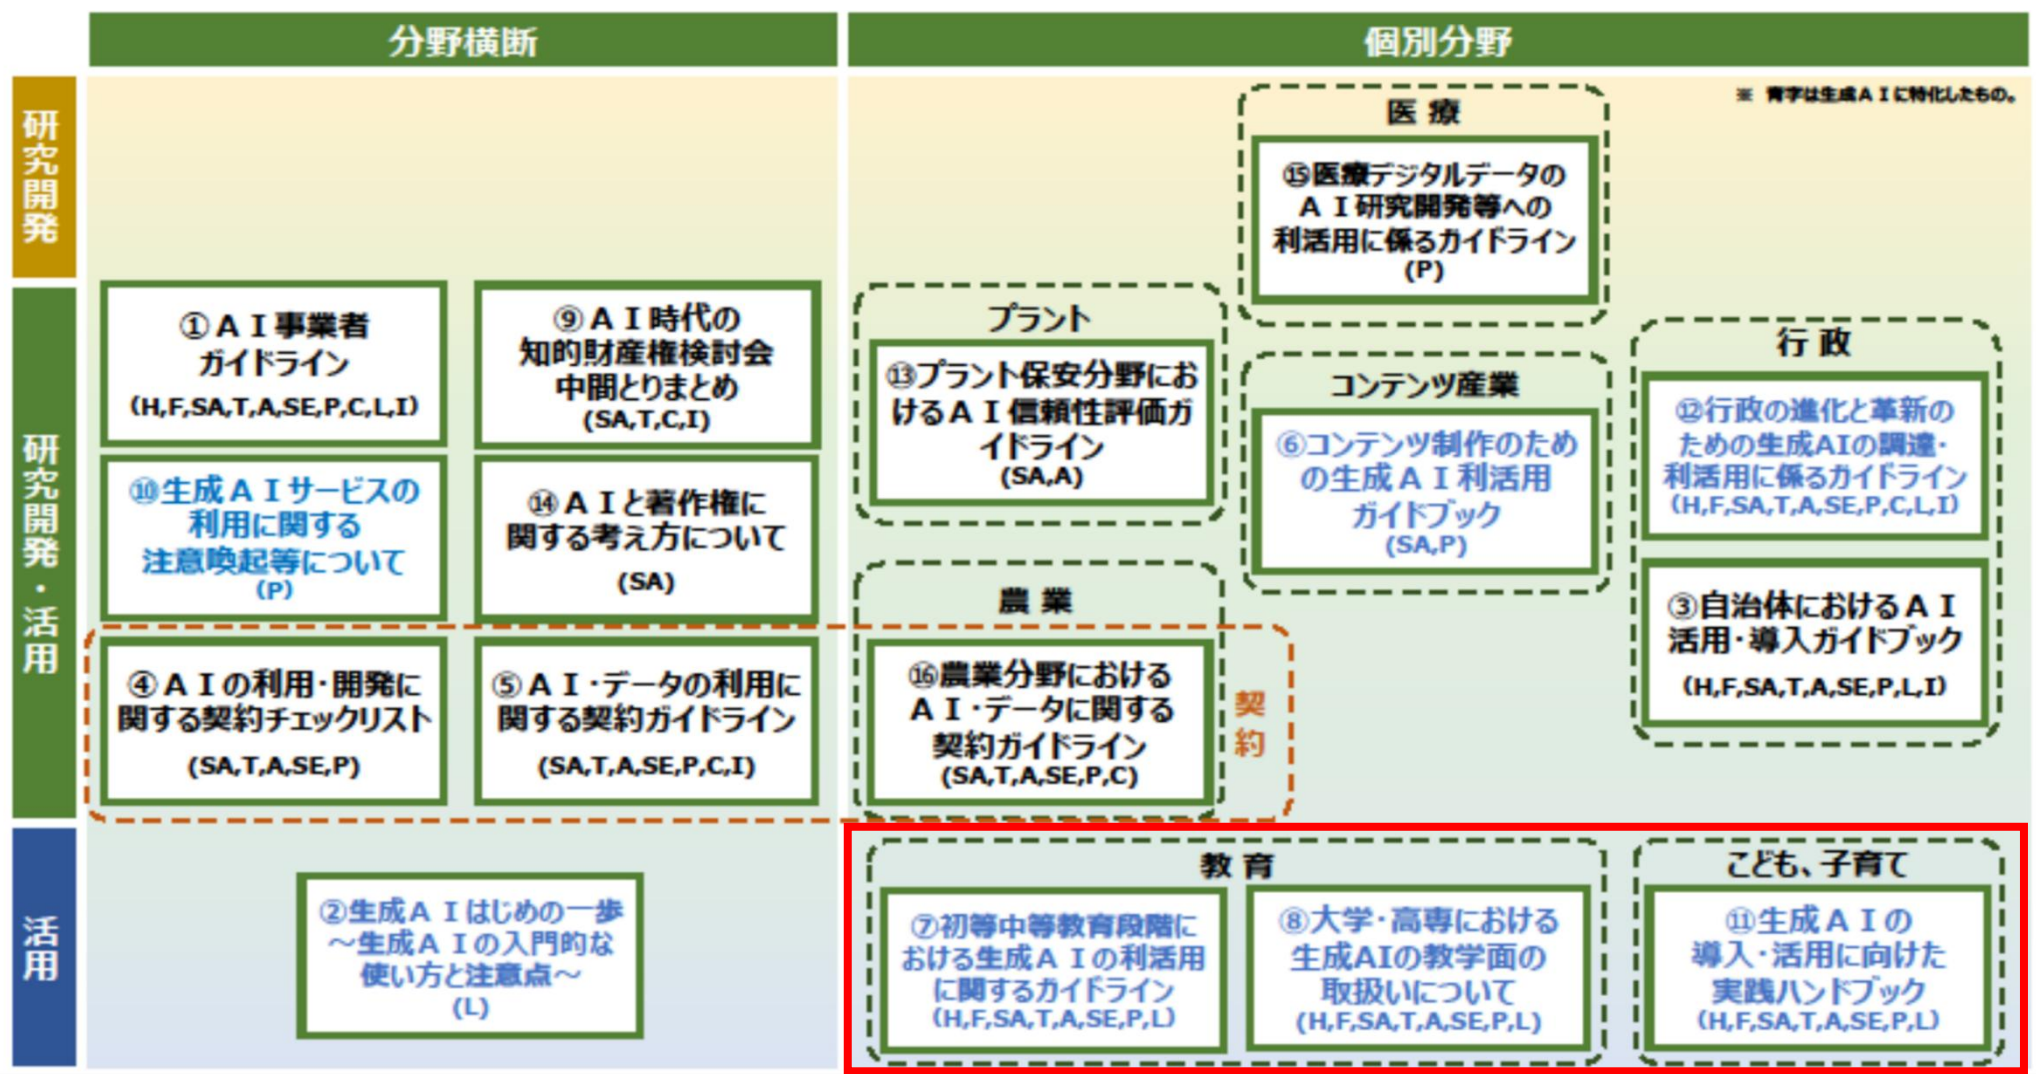 分野横断
個別分野
※ 青字は生成ＡＩに特化したもの。
研究開発
医 療
⑮医療デジタルデータの
ＡＩ研究開発等への
利活用に係るガイドライン
(P)
研究開発・活用
①ＡＩ事業者
ガイドライン
(H,F,SA,T,A,SE,P,C,L,I)
⑨ＡＩ時代の
知的財産権検討会
中間とりまとめ
(SA,T,C,I)
⑩生成ＡＩサービスの
利用に関する
注意喚起等について
(P)
⑭ＡＩと著作権に
関する考え方について
(SA)
④ＡＩの利用・開発に
関する契約チェックリスト
(SA,T,A,SE,P)
⑤ＡＩ・データの利用に
関する契約ガイドライン
(SA,T,A,SE,P,C,I)
プラント
⑬プラント保安分野にお
けるＡＩ信頼性評価ガ
イドライン
(SA,A)
農 業
⑯農業分野における
ＡＩ・データに関する
契約ガイドライン
(SA,T,A,SE,P,C)
契約
コンテンツ産業
⑥コンテンツ制作のため
の生成ＡＩ利活用
ガイドブック
(SA,P)
行 政
⑫行政の進化と革新の
ための生成AIの調達・
利活用に係るガイドライン
(H,F,SA,T,A,SE,P,C,L,I)
③自治体におけるＡＩ
活用・導入ガイドブック
(H,F,SA,T,A,SE,P,L,I)
活用
②生成ＡＩはじめの一歩
～生成ＡＩの入門的な
使い方と注意点～
(L)
教 育
⑦初等中等教育段階に
おける生成ＡＩの利活用
に関するガイドライン
(H,F,SA,T,A,SE,P,L)
⑧大学・高専における
生成AIの教学面の
取扱いについて
(H,F,SA,T,A,SE,P,L)
こども、子育て
⑪生成ＡＩの
導入・活用に向けた
実践ハンドブック
(H,F,SA,T,A,SE,P,L)